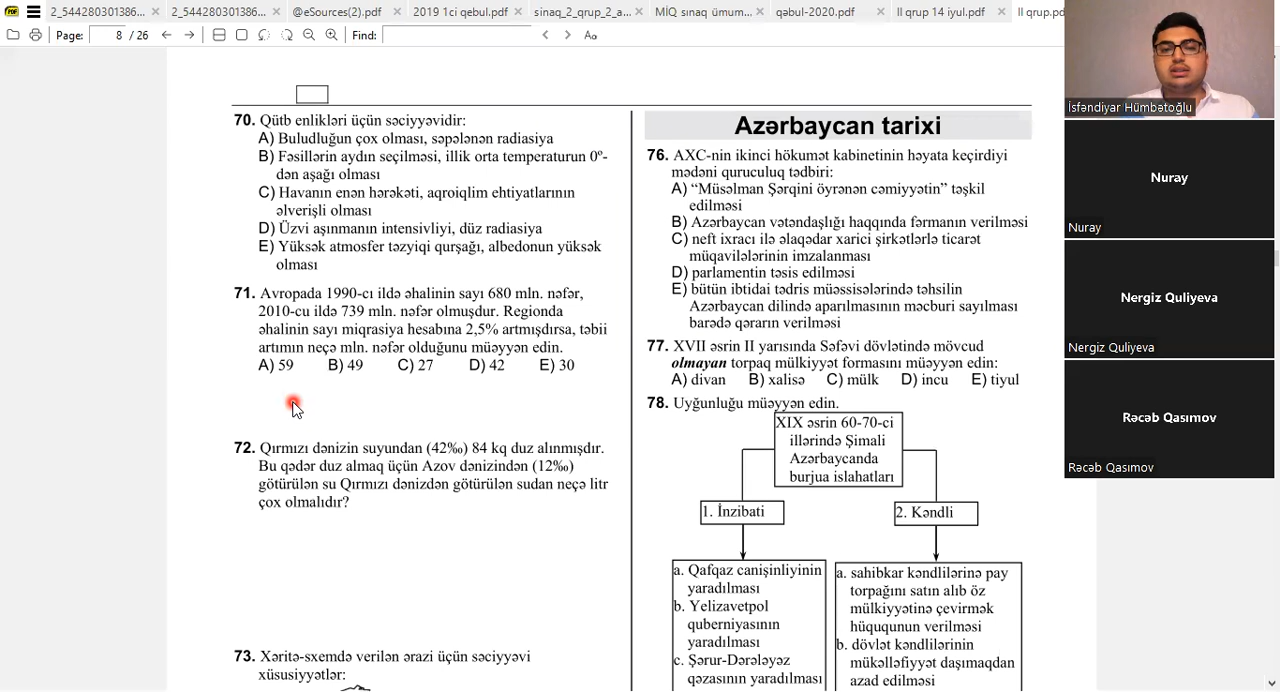 2_544280301386...
2_544280301386...
@eSources(2).pdf
2019 1ci qebul.pdf
sinaq_2_qrup_2_a...
MİQ sınaq ümum...
qəbul-2020.pdf
II qrup 14 iyul.pdf
II qrup.pd
Page: 8 / 26
Find:
Aa
70. Qütb enlikləri üçün səciyyəvidir:
A) Buludluğun çox olması, səpələnən radiasiya
B) Fəsillərin aydın seçilməsi, illik orta temperaturun 0º-
dən aşağı olması
C) Havanın enən hərəkəti, aqroiqlim ehtiyatlarının
əlverişli olması
D) Üzvi aşınmanın intensivliyi, düz radiasiya
E) Yüksək atmosfer təzyiqi qurşağı, albedonun yüksək
olması
71. Avropada 1990-cı ildə əhalinin sayı 680 mln. nəfər,
2010-cu ildə 739 mln. nəfər olmuşdur. Regionda
əhalinin sayı miqrasiya hesabına 2,5% artmışdırsa, təbii
artımın neçə mln. nəfər olduğunu müəyyən edin.
A) 59 B) 49 C) 27 D) 42 E) 30
72. Qırmızı dənizin suyundan (42‰) 84 kq duz alınmışdır.
Bu qədər duz almaq üçün Azov dənizindən (12‰)
götürülən su Qırmızı dənizdən götürülən sudan neçə litr
çox olmalıdır?
73. Xəritə-sxemdə verilən ərazi üçün səciyyəvi
xüsusiyyətlər:
Azərbaycan tarixi
76. AXC-nin ikinci hökumət kabinetinin həyata keçirdiyi
mədəni quruculuq tədbiri:
A) “Müsəlman Şərqini öyrənən cəmiyyətin” təşkil
edilməsi
B) Azərbaycan vətəndaşlığı haqqında fərmanın verilməsi
C) neft ixracı ilə əlaqədar xarici şirkətlərlə ticarət
müqavilələrinin imzalanması
D) parlamentin təsis edilməsi
E) bütün ibtidai tədris müəssisələrində təhsilin
Azərbaycan dilində aparılmasının məcburi sayılması
barədə qərarın verilməsi
77. XVII əsrin II yarısında Səfəvi dövlətində mövcud
olmayan torpaq mülkiyyət formasını müəyyən edin:
A) divan B) xalisə C) mülk D) incu E) tiyul
78. Uyğunluğu müəyyən edin.
XIX əsrin 60-70-ci
illərində Şimali
Azərbaycanda
burjua islahatları
1. İnzibati
2. Kəndli
a. Qafqaz canişinliyinin
yaradılması
b. Yelizavetpol
quberniyasının
yaradılması
c. Şərur-Dərələyəz
qəzasının yaradılması
a. sahibkar kəndlilərinə pay
torpağını satın alıb öz
mülkiyyətinə çevirmək
hüququnun verilməsi
b. dövlət kəndlilərinin
mükəlləfiyyət daşımaqdan
azad edilməsi
İsfəndiyar Hümbətoğlu
Nuray
Nuray
Nergiz Quliyeva
Nergiz Quliyeva
Rəcəb Qasımov
Rəcəb Qasımov